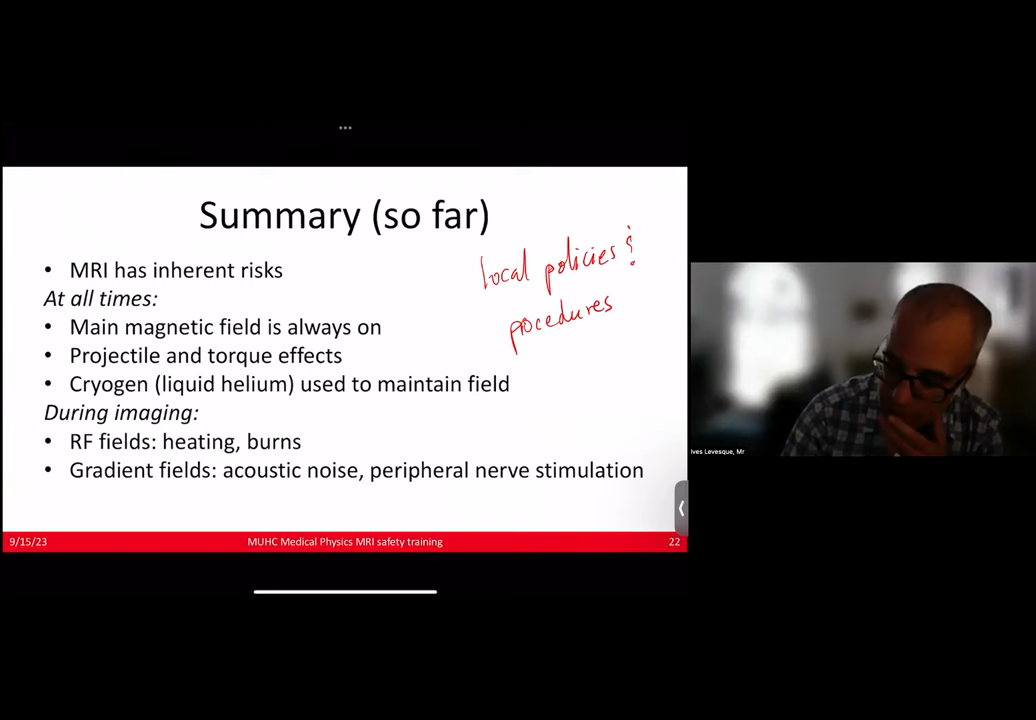 Summary (so far)
• MRI has inherent risks
At all times:
• Main magnetic field is always on
• Projectile and torque effects
• Cryogen (liquid helium) used to maintain field
During imaging:
• RF fields: heating, burns
• Gradient fields: acoustic noise, peripheral nerve stimulation
local policies &
procedures
9/15/23 MUHC Medical Physics MRI safety training 22
Ives Levesque, Mr